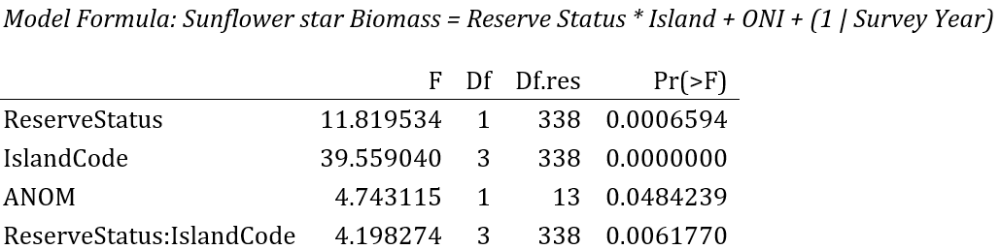 Model Formula: Sunflower star Biomass = Reserve Status * Island + ONI + (1 | Survey Year)
F Df Df.res Pr(>F)
ReserveStatus 11.819534 1 338 0.0006594
IslandCode 39.559040 3 338 0.0000000
ANOM 4.743115 1 13 0.0484239
ReserveStatus:IslandCode 4.198274 3 338 0.0061770